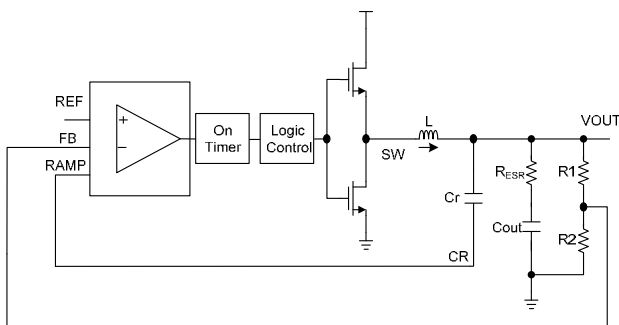 REF
FB
RAMP
+
−
On
Timer
Logic
Control
SW
L
VOUT
RESR
R1
Cr
Cout
R2
CR